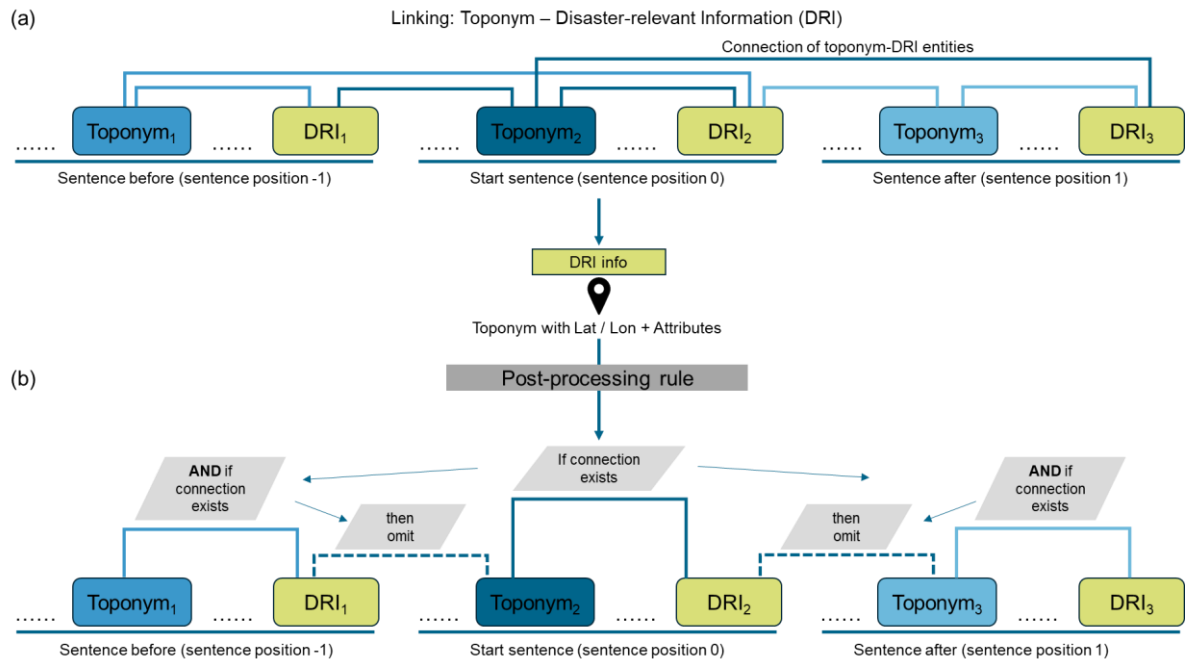 (a)
Linking: Toponym – Disaster-relevant Information (DRI)
Connection of toponym-DRI entities
...... Toponym₁ ...... DRI₁ ...... Toponym₂ ...... DRI₂ ...... Toponym₃ ...... DRI₃
Sentence before (sentence position -1)
Start sentence (sentence position 0)
Sentence after (sentence position 1)
DRI info
Toponym with Lat / Lon + Attributes
(b)
Post-processing rule
If connection
exists
AND if
connection
exists
AND if
connection
exists
then
omit
then
omit
...... Toponym₁ ...... DRI₁ ...... Toponym₂ ...... DRI₂ ...... Toponym₃ ...... DRI₃
Sentence before (sentence position -1)
Start sentence (sentence position 0)
Sentence after (sentence position 1)